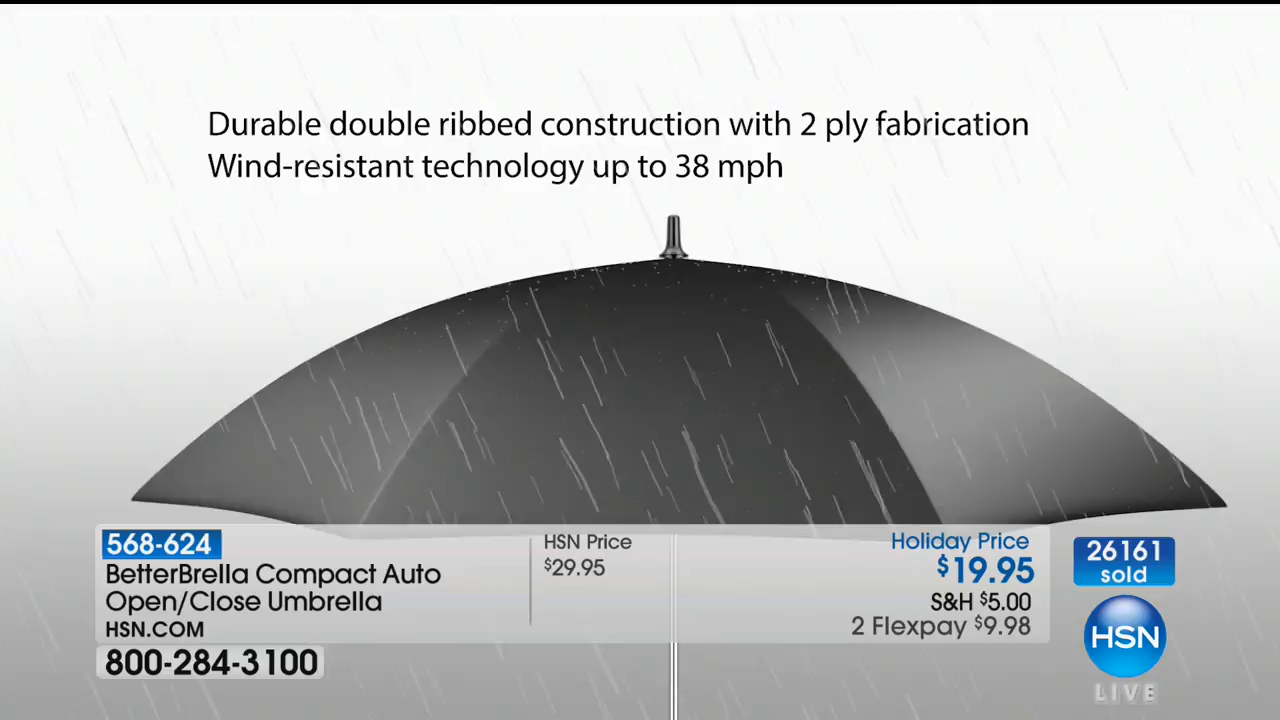 Durable double ribbed construction with 2 ply fabrication
Wind-resistant technology up to 38 mph
568-624
BetterBrella Compact Auto
Open/Close Umbrella
HSN.COM
800-284-3100
HSN Price
$29.95
Holiday Price
$19.95
S&H $5.00
2 Flexpay $9.98
26161
sold
HSN
LIVE